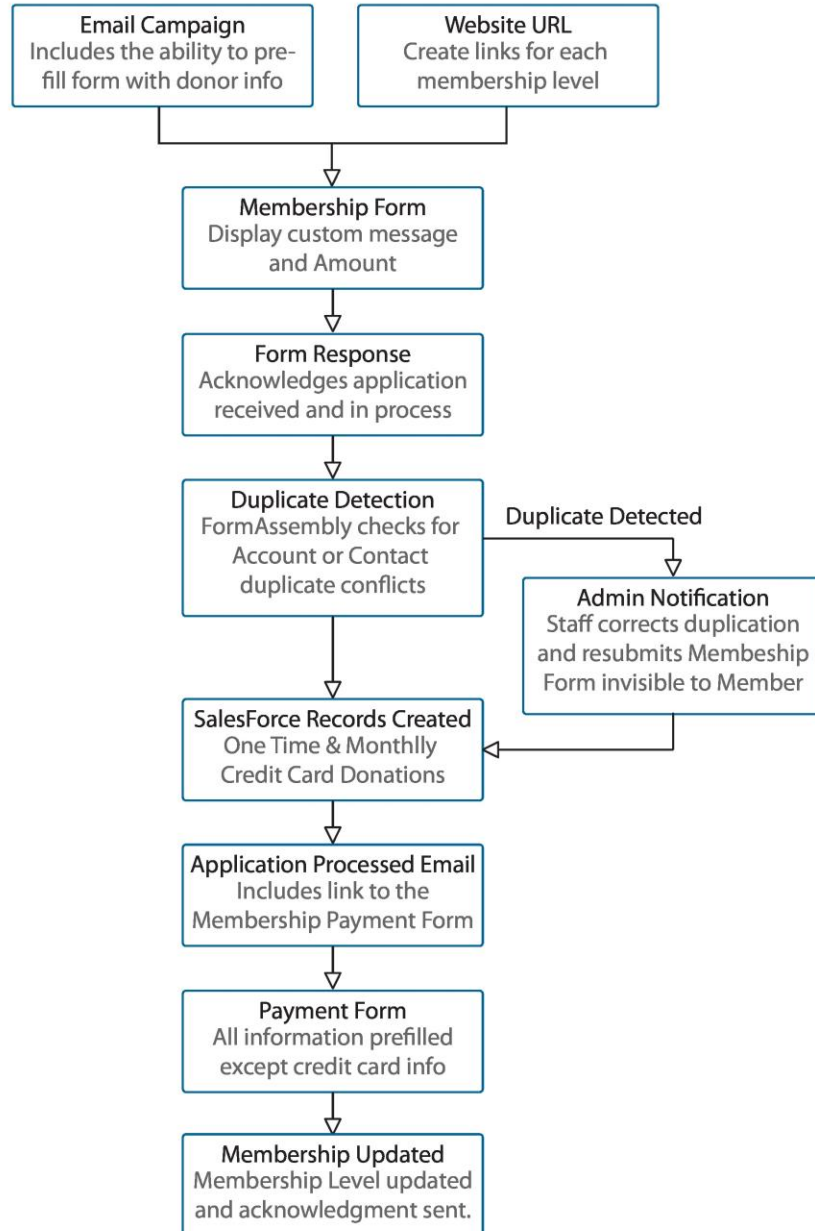 Email Campaign
Includes the ability to pre-
fill form with donor info
Website URL
Create links for each
membership level
Membership Form
Display custom message
and Amount
Form Response
Acknowledges application
received and in process
Duplicate Detection
FormAssembly checks for
Account or Contact
duplicate conflicts
Duplicate Detected
Admin Notification
Staff corrects duplication
and resubmits Membeship
Form invisible to Member
SalesForce Records Created
One Time & Monthlly
Credit Card Donations
Application Processed Email
Includes link to the
Membership Payment Form
Payment Form
All information prefilled
except credit card info
Membership Updated
Membership Level updated
and acknowledgment sent.